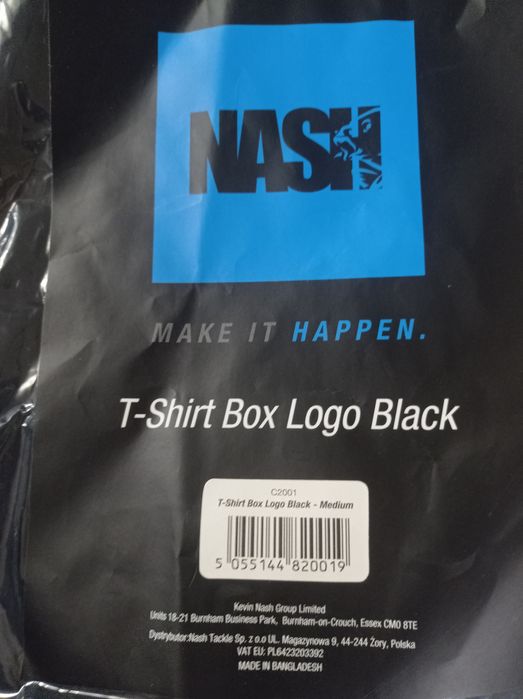 NASH
MAKE IT HAPPEN.
T-Shirt Box Logo Black
C2001
T-Shirt Box Logo Black - Medium
5 055144 820019
Kevin Nash Group Limited
Units 18-21 Burnham Business Park, Burnham-on-Crouch, Essex CM0 8TE
Dystrybutor:Nash Tackle Sp. z o.o UL. Magazynowa 9, 44-244 Żory, Polska
VAT EU: PL6423203392
MADE IN BANGLADESH